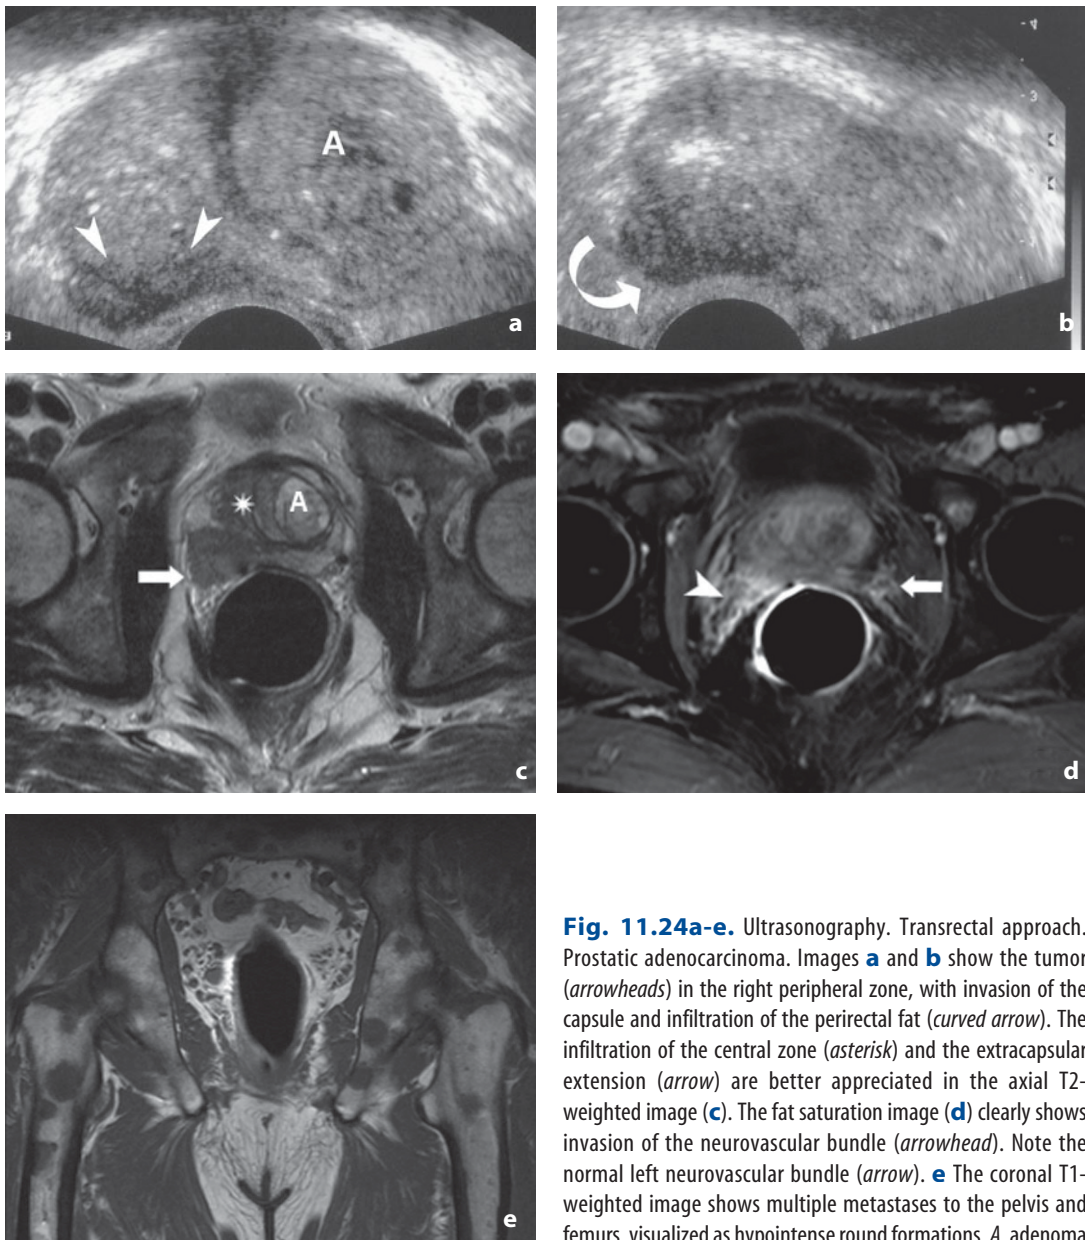 - 4
- 3
A
a
b
A
c
d
e
Fig. 11.24a-e. Ultrasonography. Transrectal approach.
Prostatic adenocarcinoma. Images a and b show the tumor
(arrowheads) in the right peripheral zone, with invasion of the
capsule and infiltration of the perirectal fat (curved arrow). The
infiltration of the central zone (asterisk) and the extracapsular
extension (arrow) are better appreciated in the axial T2-
weighted image (c). The fat saturation image (d) clearly shows
invasion of the neurovascular bundle (arrowhead). Note the
normal left neurovascular bundle (arrow). e The coronal T1-
weighted image shows multiple metastases to the pelvis and
femurs, visualized as hypointense round formations. A, adenoma